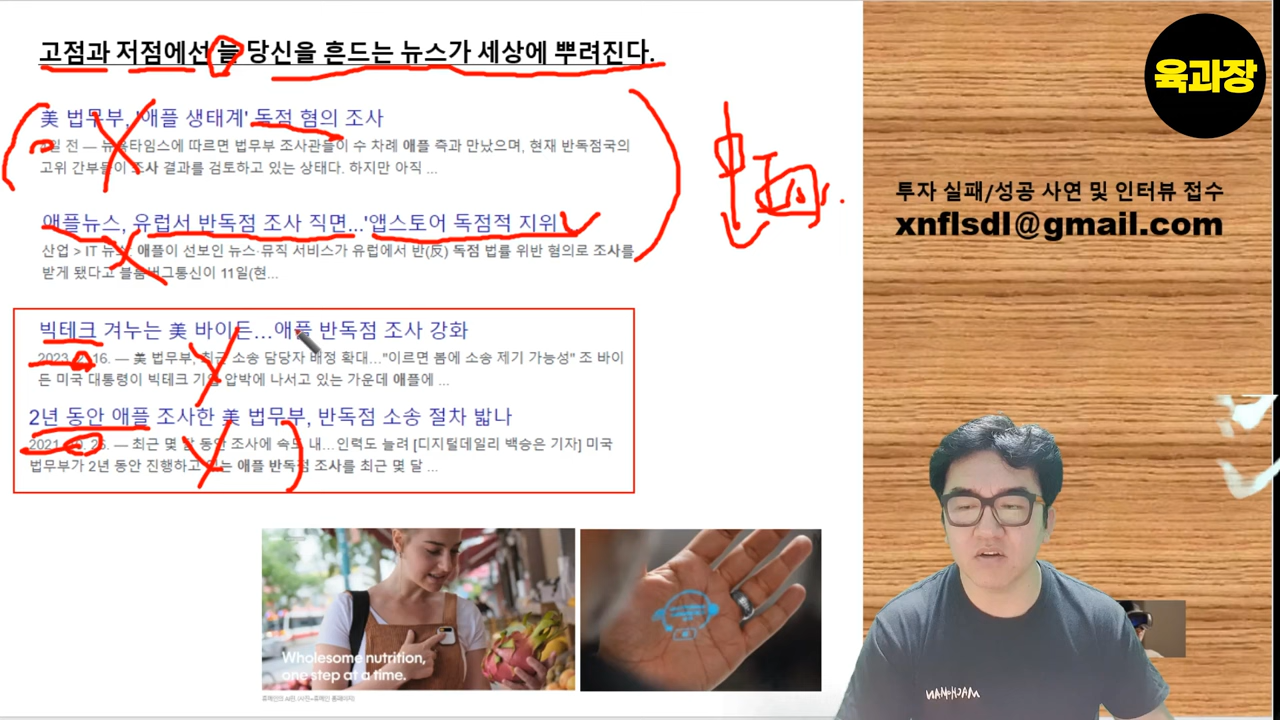 고점과 저점에선 늘 당신을 흔드는 뉴스가 세상에 뿌려진다.
육과장
美 법무부, '애플 생태계' 독점 혐의 조사
일 전 — 뉴욕타임스에 따르면 법무부 조사관들이 수 차례 애플 측과 만났으며, 현재 반독점국의
고위 간부들이 조사 결과를 검토하고 있는 상태다. 하지만 아직 ...
투자 실패/성공 사연 및 인터뷰 접수
xnflsdl@gmail.com
애플뉴스, 유럽서 반독점 조사 직면...'앱스토어 독점적 지위
산업 > IT 뉴스. 애플이 선보인 뉴스·뮤직 서비스가 유럽에서 반(反) 독점 법률 위반 혐의로 조사를
받게 됐다고 블룸버그통신이 11일(현...
빅테크 겨누는 美 바이든...애플 반독점 조사 강화
2023. 2. 16. — 美 법무부, 최근 소송 담당자 배정 확대..."이르면 봄에 소송 제기 가능성" 조 바이
든 미국 대통령이 빅테크 기업 압박에 나서고 있는 가운데 애플에 ...
2년 동안 애플 조사한 美 법무부, 반독점 소송 절차 밟나
— 최근 몇 달 동안 조사에 속도 내...인력도 늘려 [디지털데일리 백승은 기자] 미국
법무부가 2년 동안 진행하고 있는 애플 반독점 조사를 최근 몇 달 ...
Wholesome nutrition,
one step at a time.
MACHONAN